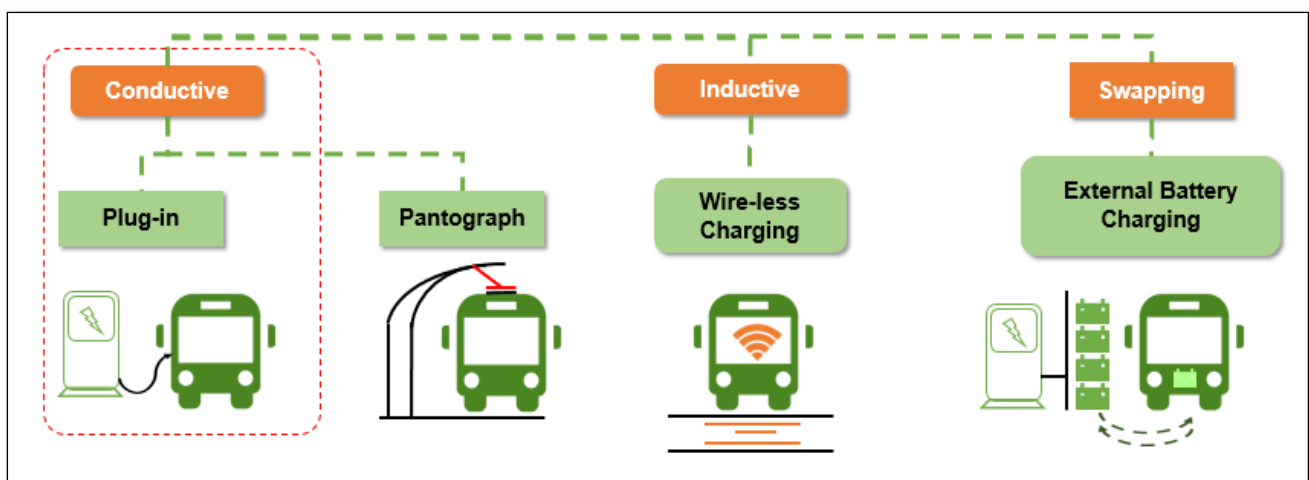 Conductive
Inductive
Swapping
Plug-in
Pantograph
Wire-less
Charging
External Battery
Charging